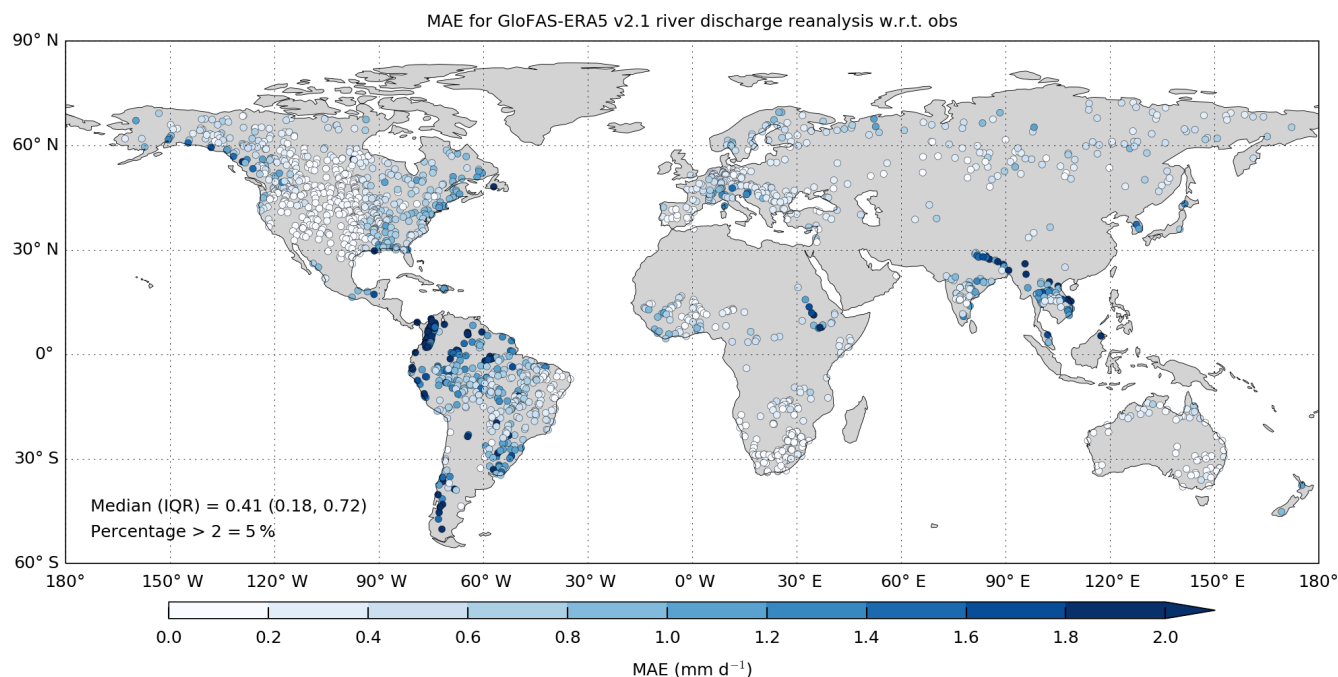 MAE for GloFAS-ERA5 v2.1 river discharge reanalysis w.r.t. obs
90° N
60° N
30° N
0°
30° S
60° S
Median (IQR) = 0.41 (0.18, 0.72)
Percentage > 2 = 5 %
180° 150° W 120° W 90° W 60° W 30° W 0° W 30° E 60° E 90° E 120° E 150° E 180°
0.0 0.2 0.4 0.6 0.8 1.0 1.2 1.4 1.6 1.8 2.0
MAE (mm d⁻¹)